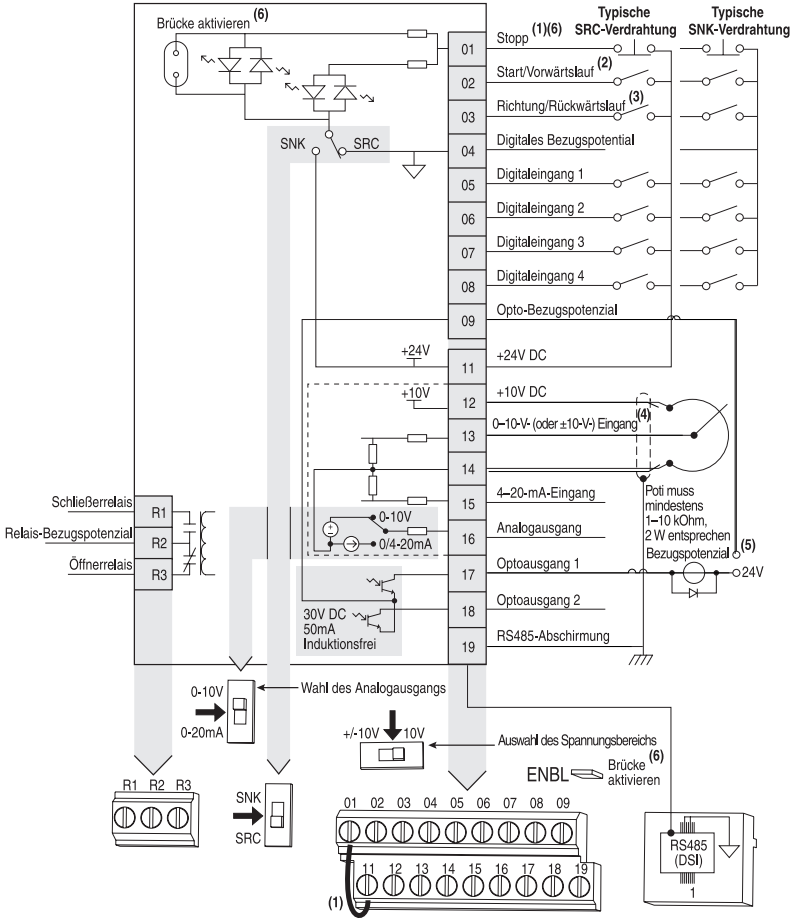 Brücke aktivieren (6)
Typische
SRC-Verdrahtung
Typische
SNK-Verdrahtung
01
Stopp (1)(6)
02
Start/Vorwärtslauf (2)
03
Richtung/Rückwärtslauf (3)
SNK
SRC
04
Digitales Bezugspotential
05
Digitaleingang 1
06
Digitaleingang 2
07
Digitaleingang 3
08
Digitaleingang 4
09
Opto-Bezugspotenzial
+24V
11
+24V DC
+10V
12
+10V DC
13
0–10-V- (oder ±10-V-) Eingang (4)
14
15
4–20-mA-Eingang
16
Analogausgang
17
Optoausgang 1
18
Optoausgang 2
19
RS485-Abschirmung
Poti muss
mindestens
1–10 kOhm,
2 W entsprechen
Bezugspotenzial (5)
24V
Schließerrelais
R1
Relais-Bezugspotenzial
R2
Öffnerrelais
R3
0-10V
0/4-20mA
30V DC
50mA
Induktionsfrei
0-10V
0-20mA
Wahl des Analogausgangs
+/-10V
10V
Auswahl des Spannungsbereichs
ENBL
Brücke (6)
aktivieren
R1 R2 R3
SNK
SRC
01 02 03 04 05 06 07 08 09
11 12 13 14 15 16 17 18 19
(1)
RS485
(DSI)
1